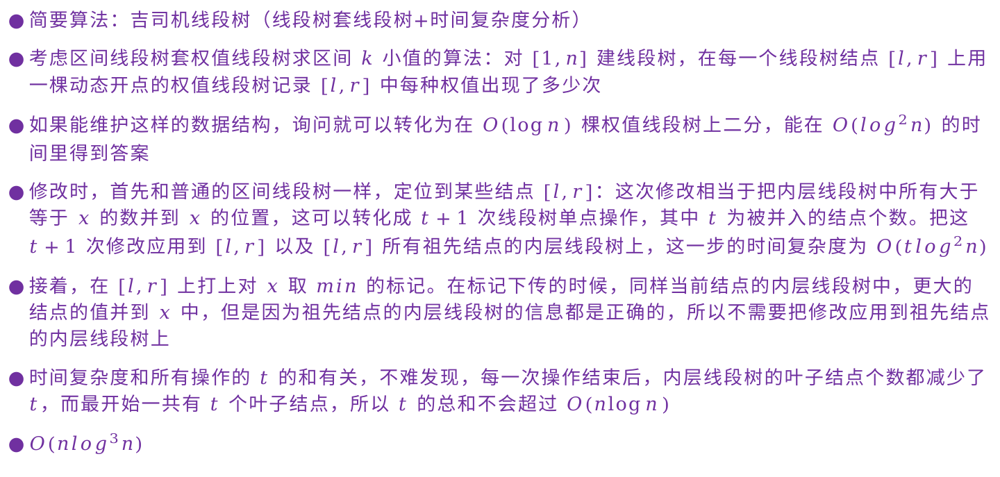 ● 简要算法：吉司机线段树（线段树套线段树+时间复杂度分析）
● 考虑区间线段树套权值线段树求区间 k 小值的算法：对 [1, n] 建线段树，在每一个线段树结点 [l, r] 上用
一棵动态开点的权值线段树记录 [l, r] 中每种权值出现了多少次
● 如果能维护这样的数据结构，询问就可以转化为在 O(log n) 棵权值线段树上二分，能在 O(log²n) 的时
间里得到答案
● 修改时，首先和普通的区间线段树一样，定位到某些结点 [l, r]：这次修改相当于把内层线段树中所有大于
等于 x 的数并到 x 的位置，这可以转化成 t + 1 次线段树单点操作，其中 t 为被并入的结点个数。把这
t + 1 次修改应用到 [l, r] 以及 [l, r] 所有祖先结点的内层线段树上，这一步的时间复杂度为 O(tlog²n)
● 接着，在 [l, r] 上打上对 x 取 min 的标记。在标记下传的时候，同样当前结点的内层线段树中，更大的
结点的值并到 x 中，但是因为祖先结点的内层线段树的信息都是正确的，所以不需要把修改应用到祖先结点
的内层线段树上
● 时间复杂度和所有操作的 t 的和有关，不难发现，每一次操作结束后，内层线段树的叶子结点个数都减少了
t，而最开始一共有 t 个叶子结点，所以 t 的总和不会超过 O(nlog n)
● O(nlog³n)